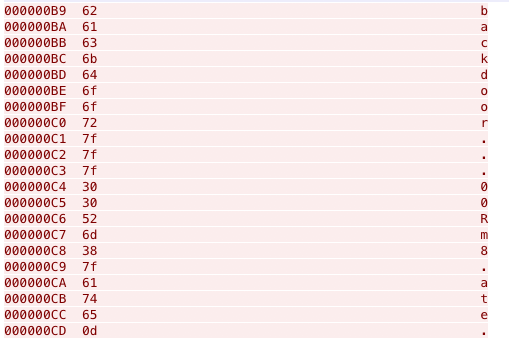 000000B9 62 b
000000BA 61 a
000000BB 63 c
000000BC 6b k
000000BD 64 d
000000BE 6f o
000000BF 6f o
000000C0 72 r
000000C1 7f .
000000C2 7f .
000000C3 7f .
000000C4 30 0
000000C5 30 0
000000C6 52 R
000000C7 6d m
000000C8 38 8
000000C9 7f .
000000CA 61 a
000000CB 74 t
000000CC 65 e
000000CD 0d .